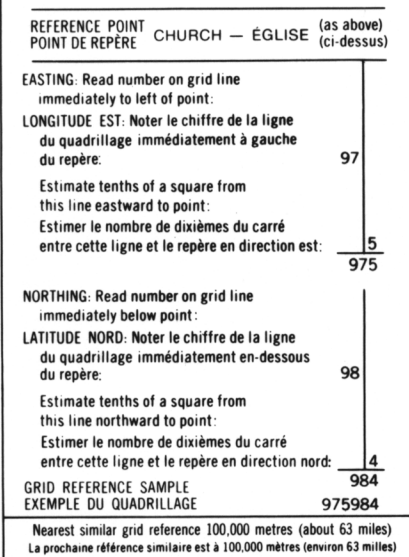 REFERENCE POINT
POINT DE REPÈRE
CHURCH — ÉGLISE
(as above)
(ci-dessus)
EASTING: Read number on grid line
immediately to left of point:
LONGITUDE EST: Noter le chiffre de la ligne
du quadrillage immédiatement à gauche
du repère: 97
Estimate tenths of a square from
this line eastward to point:
Estimer le nombre de dixièmes du carré
entre cette ligne et le repère en direction est: 5
975
NORTHING: Read number on grid line
immediately below point:
LATITUDE NORD: Noter le chiffre de la ligne
du quadrillage immédiatement en-dessous
du repère: 98
Estimate tenths of a square from
this line northward to point:
Estimer le nombre de dixièmes du carré
entre cette ligne et le repère en direction nord: 4
984
GRID REFERENCE SAMPLE
EXEMPLE DU QUADRILLAGE 975984
Nearest similar grid reference 100,000 metres (about 63 miles)
La prochaine référence similaire est à 100,000 mètres (environ 63 milles)